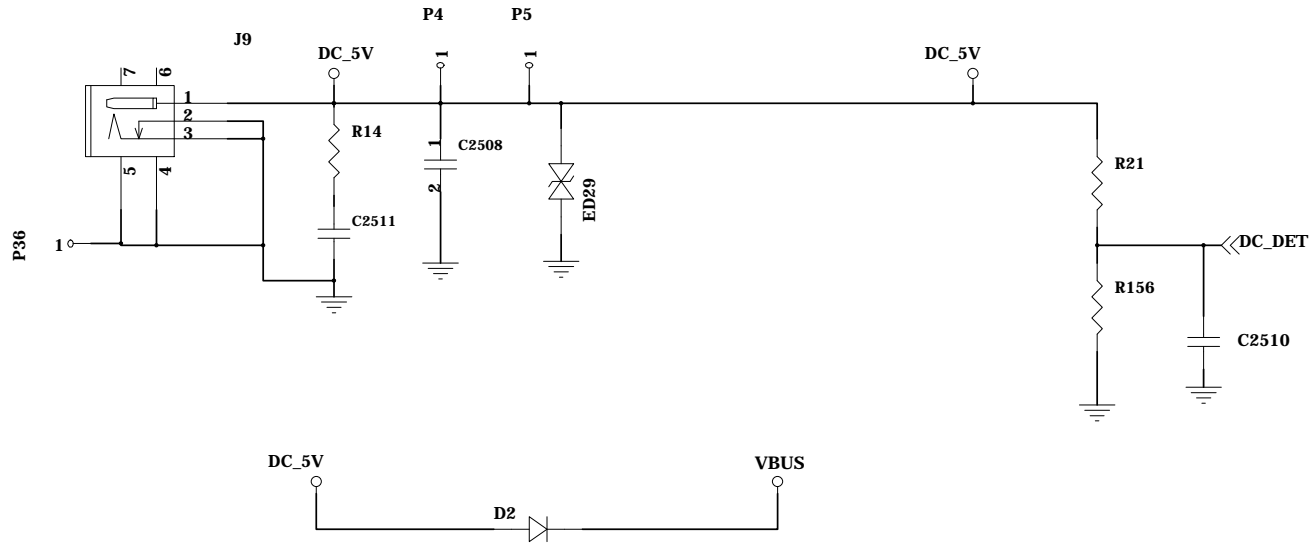 P4
P5
J9
DC_5V
DC_5V
1
1
7
6
1
2
3
5
4
R14
1
C2508
2
ED29
R21
C2511
P36
1
DC_DET
R156
C2510
DC_5V
VBUS
D2